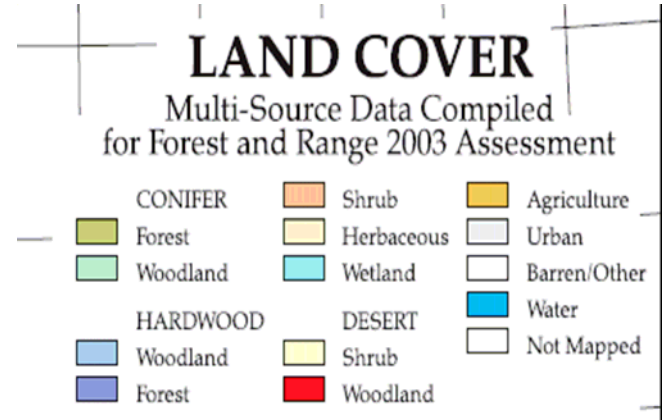 LAND COVER
Multi-Source Data Compiled
for Forest and Range 2003 Assessment
CONIFER
Forest
Woodland
HARDWOOD
Woodland
Forest
Shrub
Herbaceous
Wetland
DESERT
Shrub
Woodland
Agriculture
Urban
Barren/Other
Water
Not Mapped